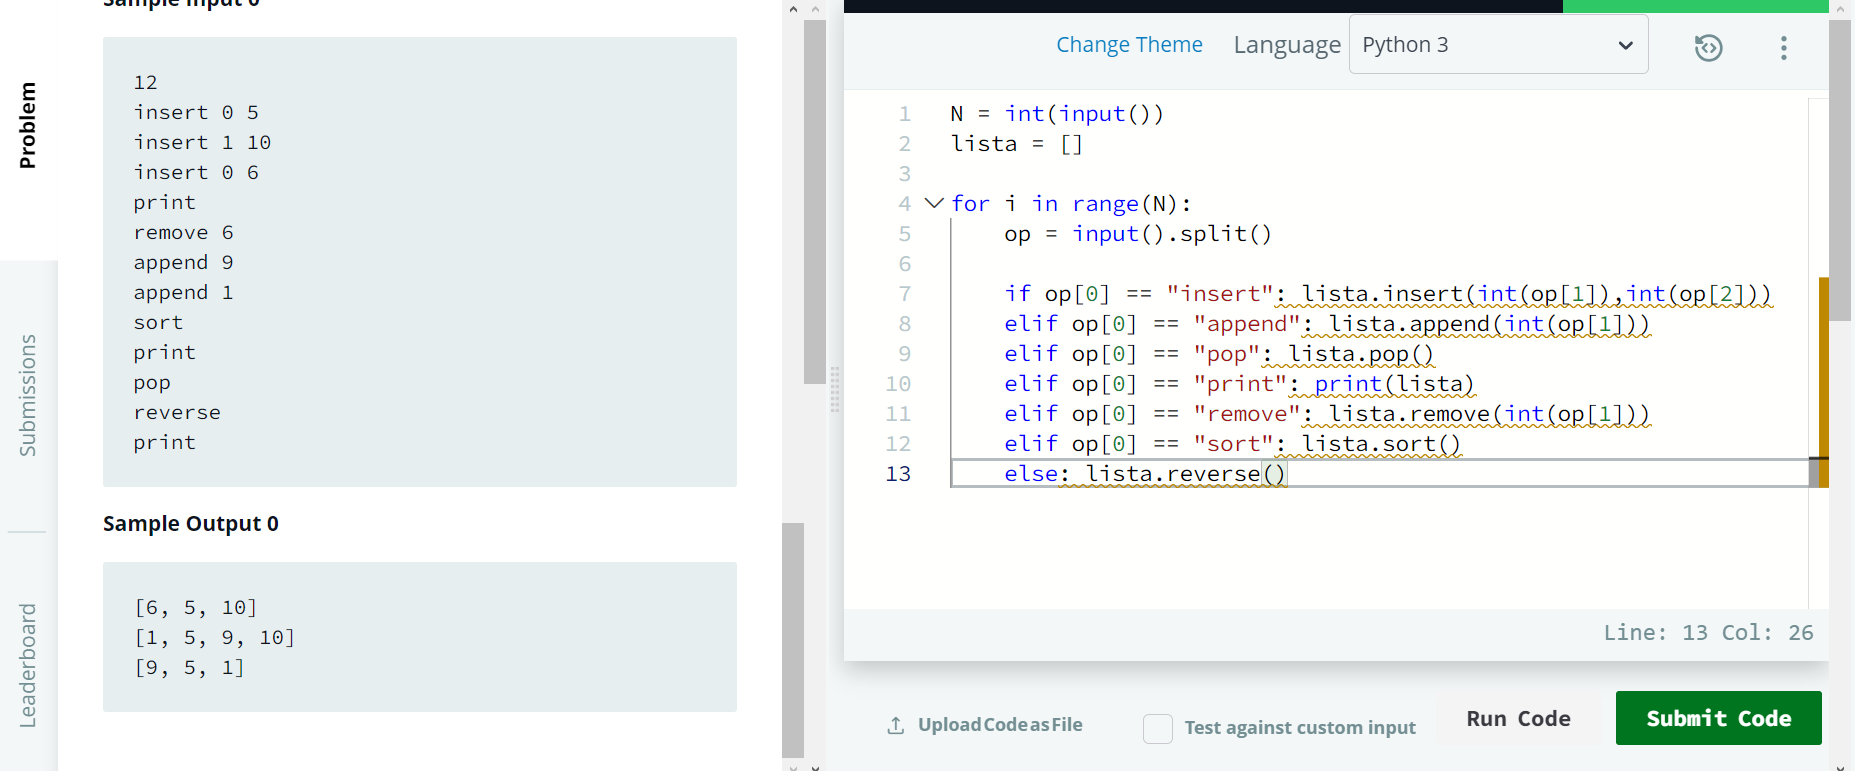 Sample Input 0
12
insert 0 5
insert 1 10
insert 0 6
print
remove 6
append 9
append 1
sort
print
pop
reverse
print
Sample Output 0
[6, 5, 10]
[1, 5, 9, 10]
[9, 5, 1]
Problem
Submissions
Leaderboard
Change Theme Language Python 3
1 N = int(input())
2 lista = []
3
4 for i in range(N):
5 op = input().split()
6
7 if op[0] == "insert": lista.insert(int(op[1]),int(op[2]))
8 elif op[0] == "append": lista.append(int(op[1]))
9 elif op[0] == "pop": lista.pop()
10 elif op[0] == "print": print(lista)
11 elif op[0] == "remove": lista.remove(int(op[1]))
12 elif op[0] == "sort": lista.sort()
13 else: lista.reverse()
Line: 13 Col: 26
Upload Code as File Test against custom input Run Code Submit Code